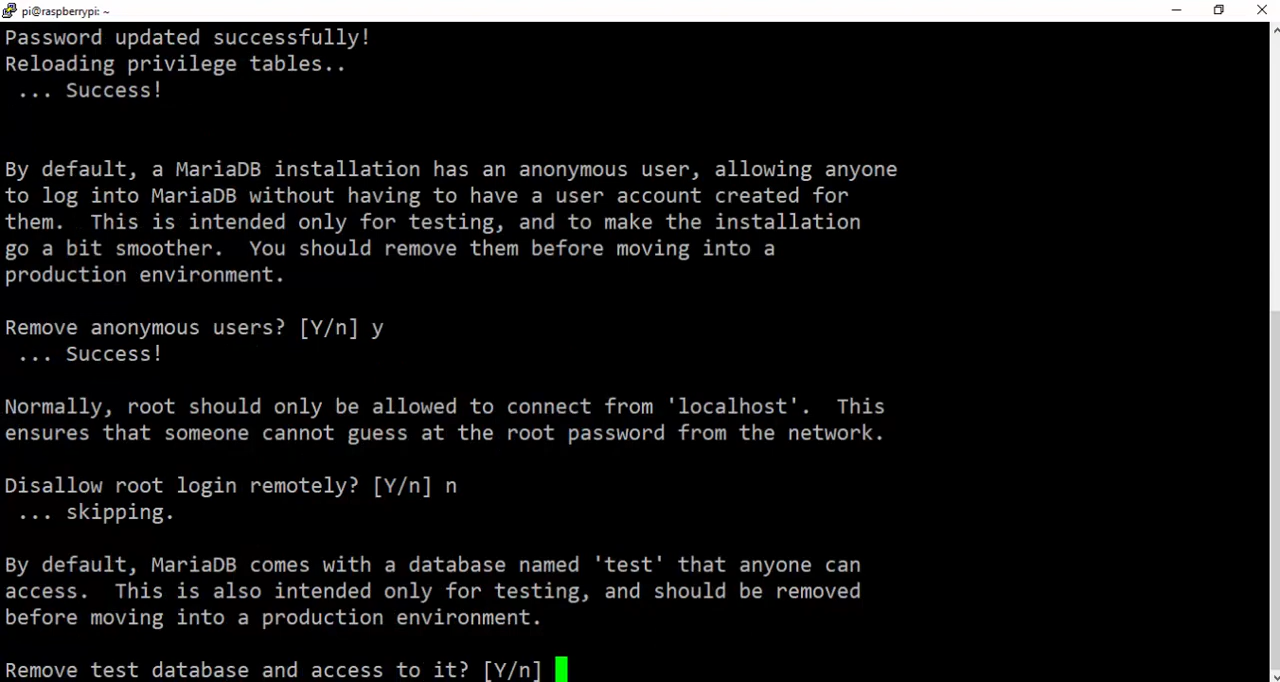 pi@raspberrypi: ~
Password updated successfully!
Reloading privilege tables..
 ... Success!
By default, a MariaDB installation has an anonymous user, allowing anyone
to log into MariaDB without having to have a user account created for
them.  This is intended only for testing, and to make the installation
go a bit smoother.  You should remove them before moving into a
production environment.
Remove anonymous users? [Y/n] y
 ... Success!
Normally, root should only be allowed to connect from 'localhost'.  This
ensures that someone cannot guess at the root password from the network.
Disallow root login remotely? [Y/n] n
 ... skipping.
By default, MariaDB comes with a database named 'test' that anyone can
access.  This is also intended only for testing, and should be removed
before moving into a production environment.
Remove test database and access to it? [Y/n]